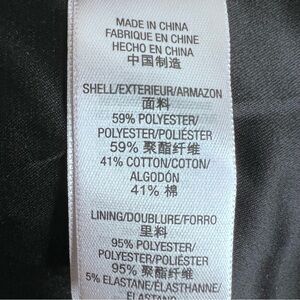 MADE IN CHINA
FABRIQUE EN CHINE
HECHO EN CHINA
中国制造
SHELL/EXTERIEUR/ARMAZON
面料
59% POLYESTER/
POLYESTER/POLIÉSTER
59% 聚酯纤维
41% COTTON/COTON/
ALGODÓN
41% 棉
LINING/DOUBLURE/FORRO
里料
95% POLYESTER/
POLYESTER/POLIÉSTER
95% 聚酯纤维
5% ELASTANE/ÉLASTHANNE/
ELASTANO